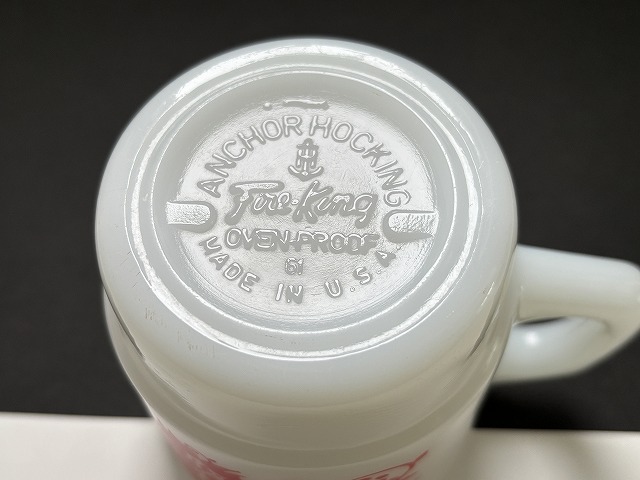 ANCHOR HOCKING
Fire-King
OVEN-PROOF
61
MADE IN U.S.A